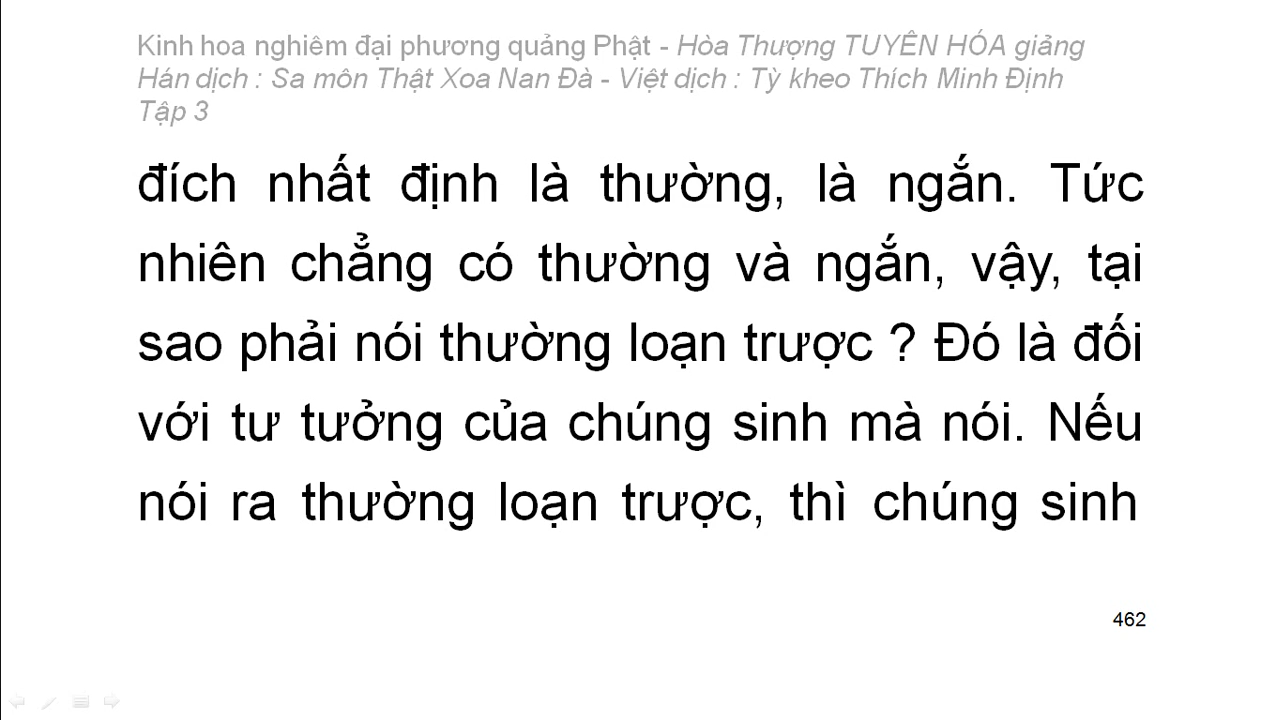 Kinh hoa nghiêm đại phương quảng Phật - Hòa Thượng TUYÊN HÓA giảng
Hán dịch : Sa môn Thật Xoa Nan Đà - Việt dịch : Tỳ kheo Thích Minh Định
Tập 3
đích nhất định là thường, là ngắn. Tức
nhiên chẳng có thường và ngắn, vậy, tại
sao phải nói thường loạn trược ? Đó là đối
với tư tưởng của chúng sinh mà nói. Nếu
nói ra thường loạn trược, thì chúng sinh
462